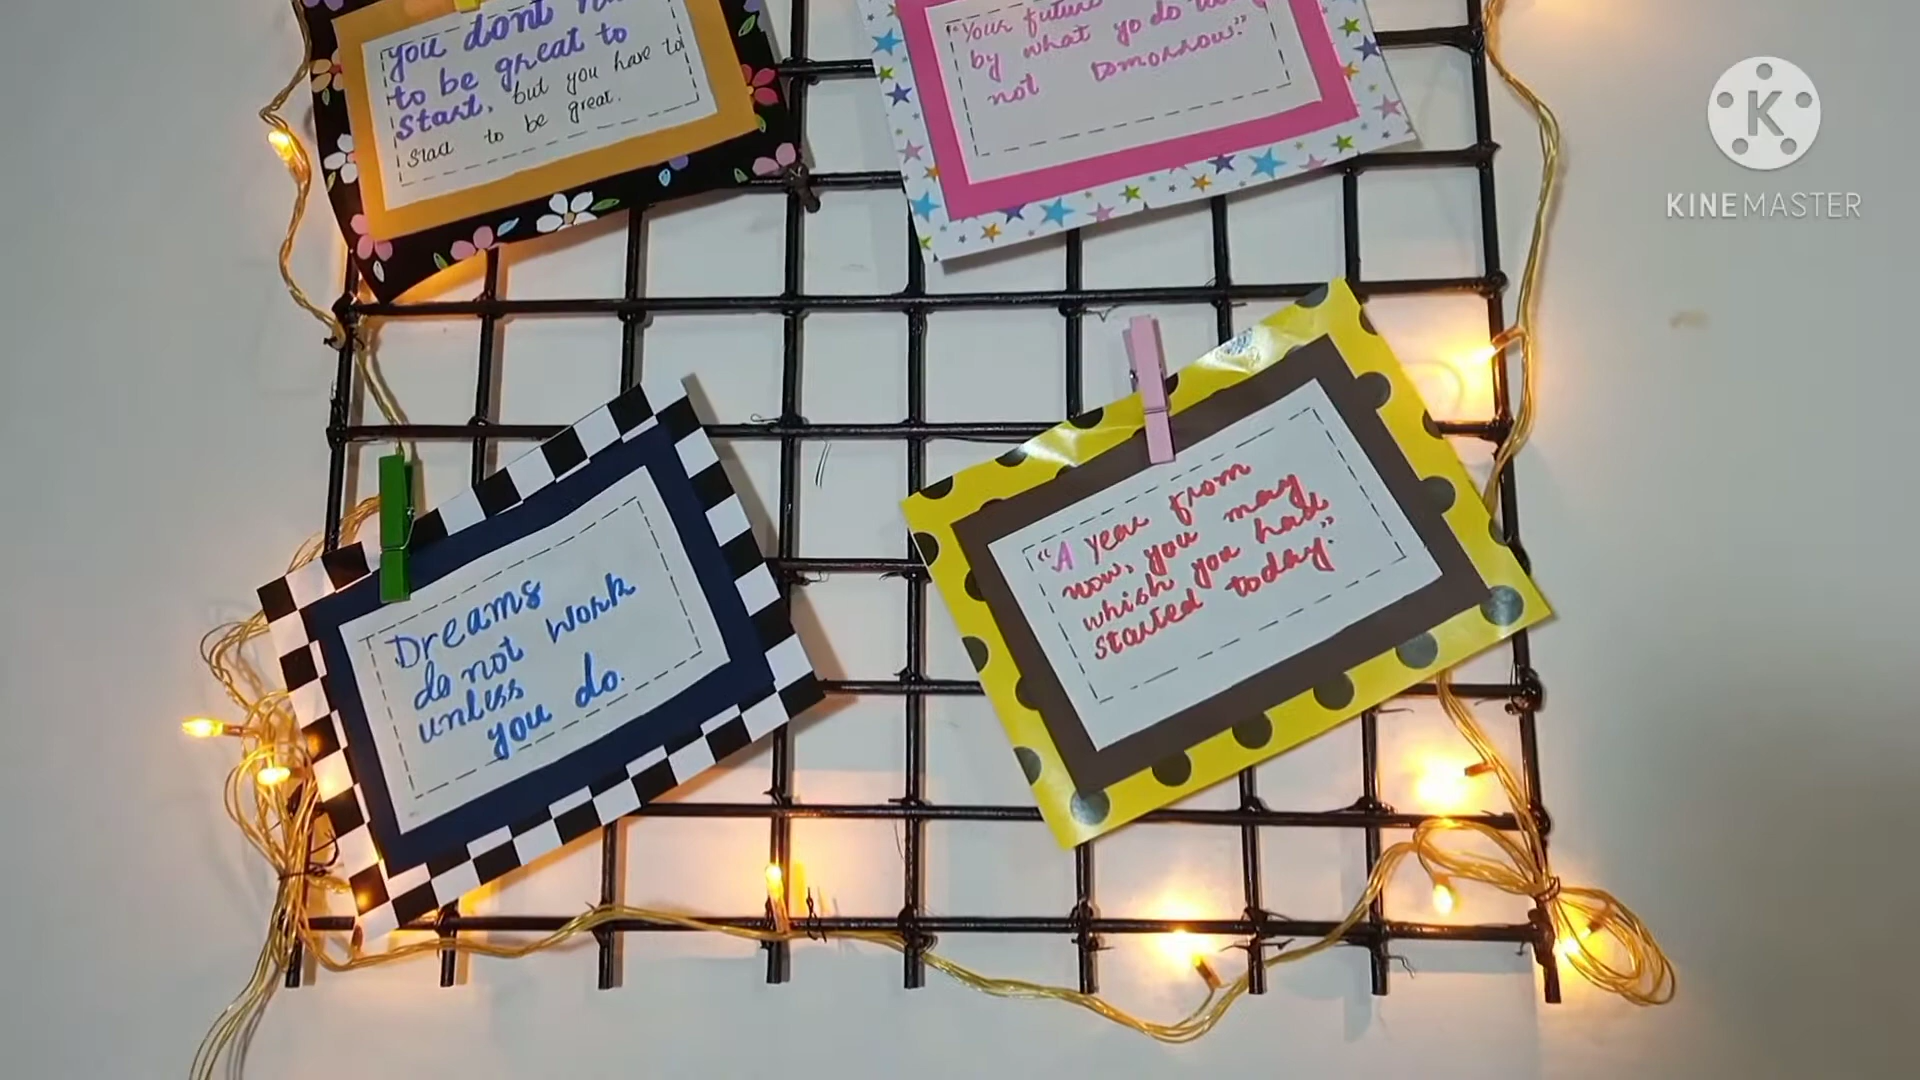 you dont
to be great to
Start, but you have to
Start to be great.
"Your future
by what yo do
not tomorrow."
Dreams
do not work
unless
you do.
"A year from
now, you may
whish you had
started today."
K
KINEMASTER